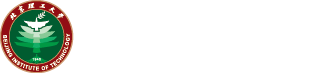 北京理工大学
1940
BEIJING INSTITUTE OF TECHNOLOGY